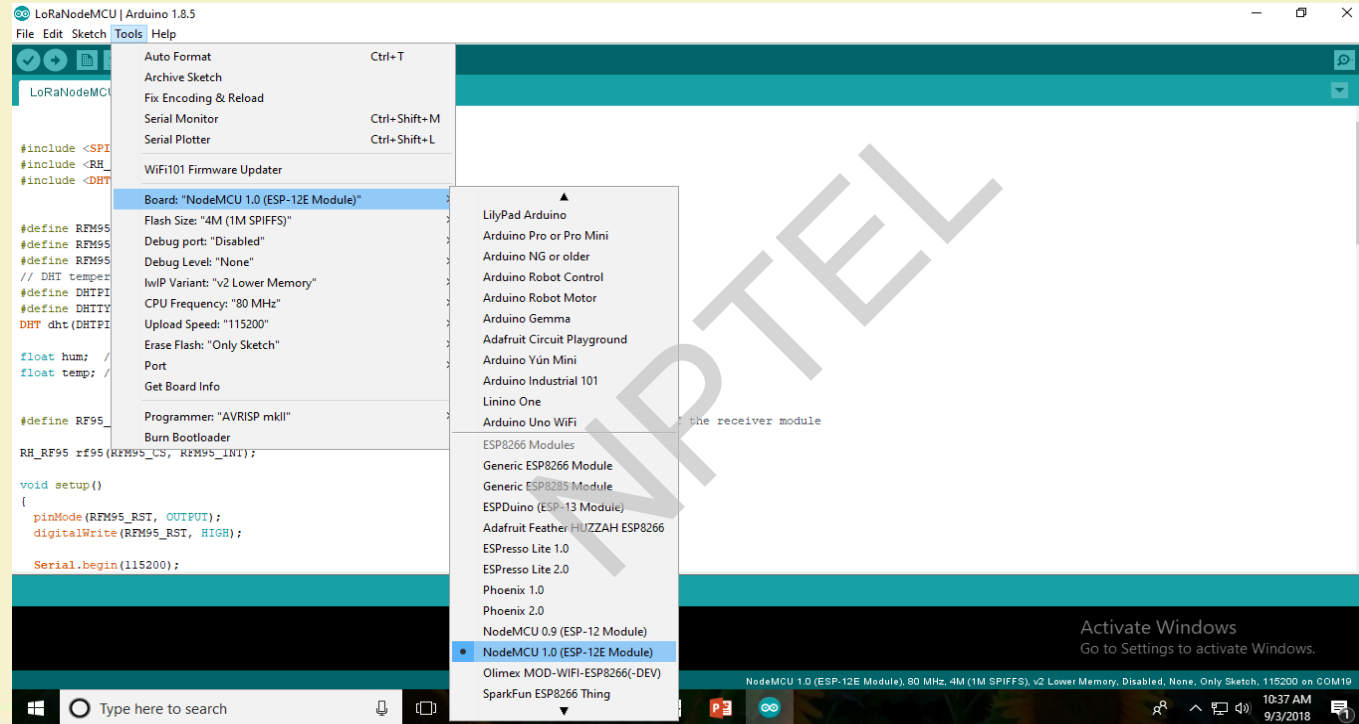 LoRaNodeMCU | Arduino 1.8.5
File Edit Sketch Tools Help
LoRaNodeMCU
#include <SPI
#include <RH_
#include <DHT
#define RFM95
#define RFM95
#define RFM95
// DHT temper
#define DHTPI
#define DHTTY
DHT dht(DHTPI
float hum; /
float temp; /
#define RF95_ the receiver module
RH_RF95 rf95(RFM95_CS, RFM95_INT);
void setup()
{
pinMode(RFM95_RST, OUTPUT);
digitalWrite(RFM95_RST, HIGH);
Serial.begin(115200);
Auto Format Ctrl+T
Archive Sketch
Fix Encoding & Reload
Serial Monitor Ctrl+Shift+M
Serial Plotter Ctrl+Shift+L
WiFi101 Firmware Updater
Board: "NodeMCU 1.0 (ESP-12E Module)"
Flash Size: "4M (1M SPIFFS)"
Debug port: "Disabled"
Debug Level: "None"
lwIP Variant: "v2 Lower Memory"
CPU Frequency: "80 MHz"
Upload Speed: "115200"
Erase Flash: "Only Sketch"
Port
Get Board Info
Programmer: "AVRISP mkII"
Burn Bootloader
LilyPad Arduino
Arduino Pro or Pro Mini
Arduino NG or older
Arduino Robot Control
Arduino Robot Motor
Arduino Gemma
Adafruit Circuit Playground
Arduino Yún Mini
Arduino Industrial 101
Linino One
Arduino Uno WiFi
ESP8266 Modules
Generic ESP8266 Module
Generic ESP8285 Module
ESPDuino (ESP-13 Module)
Adafruit Feather HUZZAH ESP8266
ESPresso Lite 1.0
ESPresso Lite 2.0
Phoenix 1.0
Phoenix 2.0
NodeMCU 0.9 (ESP-12 Module)
NodeMCU 1.0 (ESP-12E Module)
Olimex MOD-WIFI-ESP8266(-DEV)
SparkFun ESP8266 Thing
NPTEL
Activate Windows
Go to Settings to activate Windows.
NodeMCU 1.0 (ESP-12E Module), 80 MHz, 4M (1M SPIFFS), v2 Lower Memory, Disabled, None, Only Sketch, 115200 on COM19
Type here to search
10:37 AM
9/3/2018
1